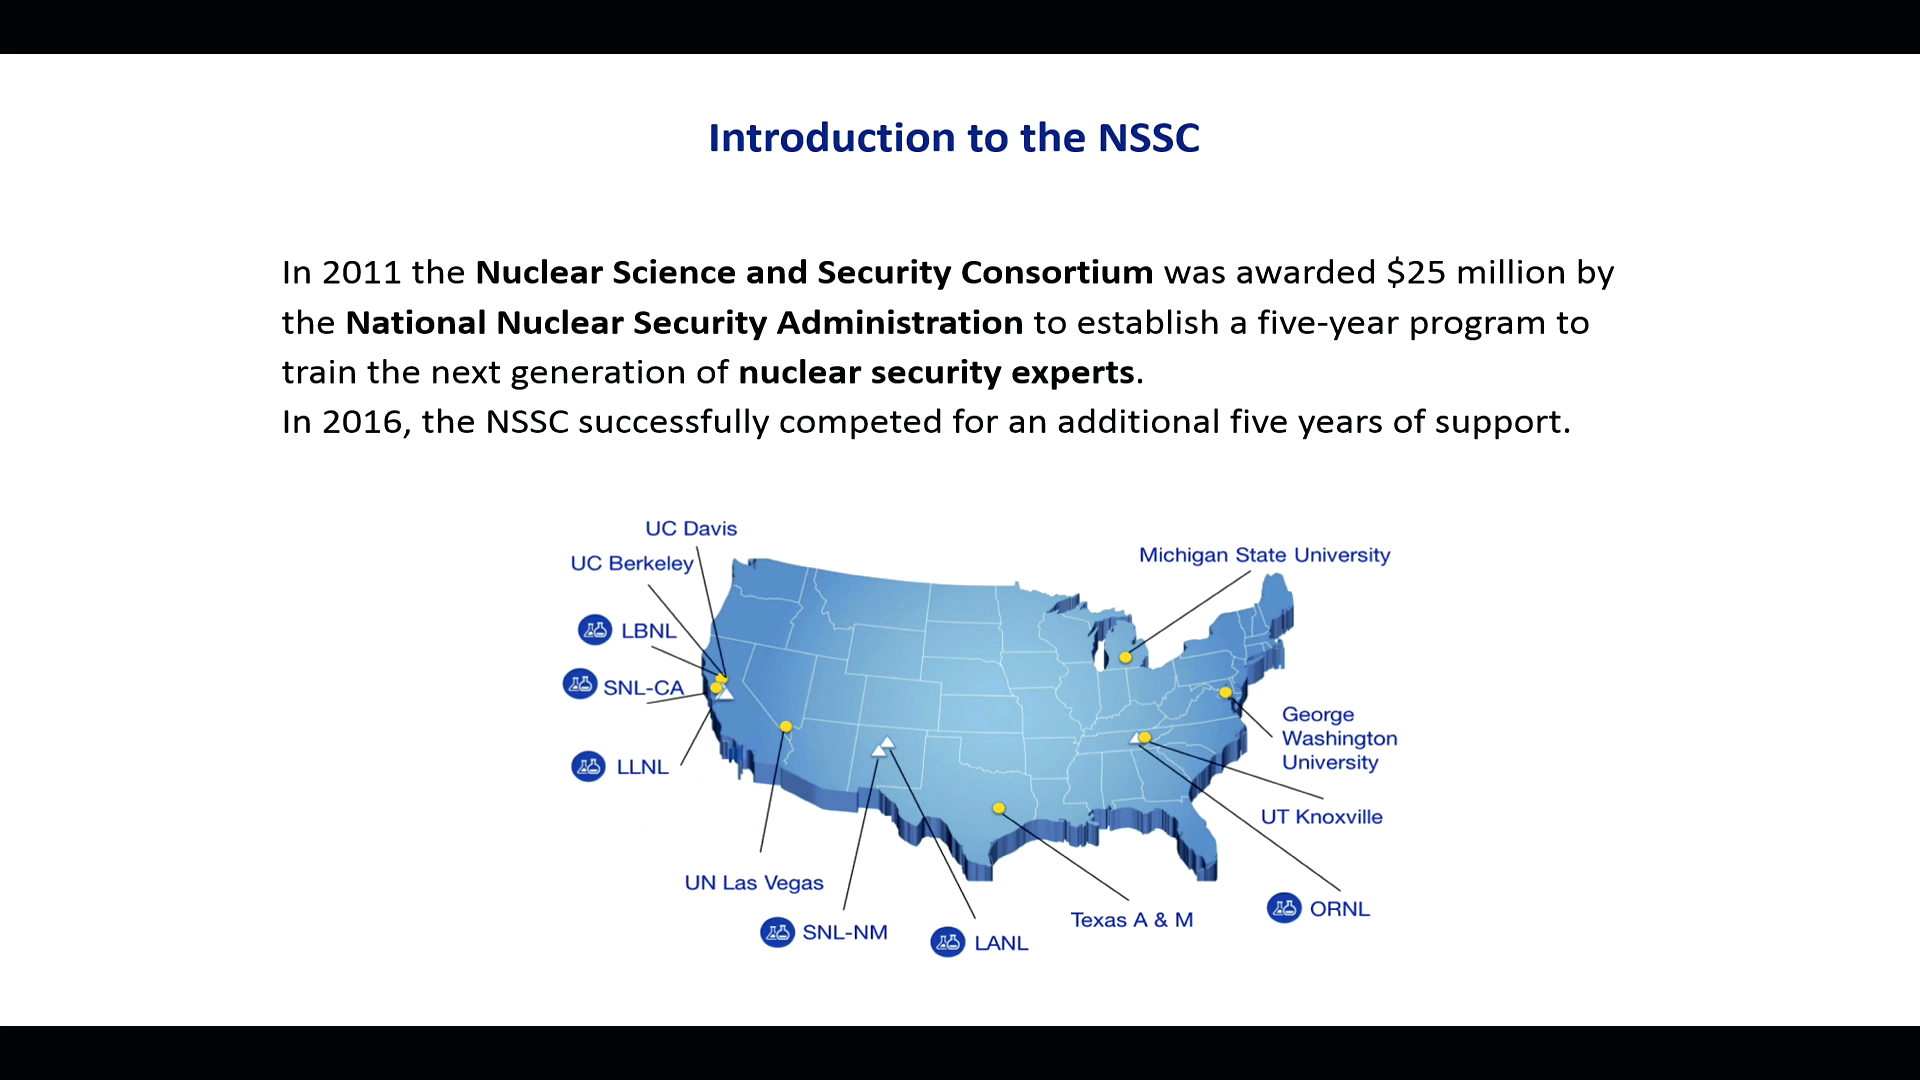 Introduction to the NSSC
In 2011 the Nuclear Science and Security Consortium was awarded $25 million by
the National Nuclear Security Administration to establish a five-year program to
train the next generation of nuclear security experts.
In 2016, the NSSC successfully competed for an additional five years of support.
UC Davis
UC Berkeley
Michigan State University
LBNL
SNL-CA
LLNL
George
Washington
University
UT Knoxville
UN Las Vegas
SNL-NM
LANL
Texas A & M
ORNL